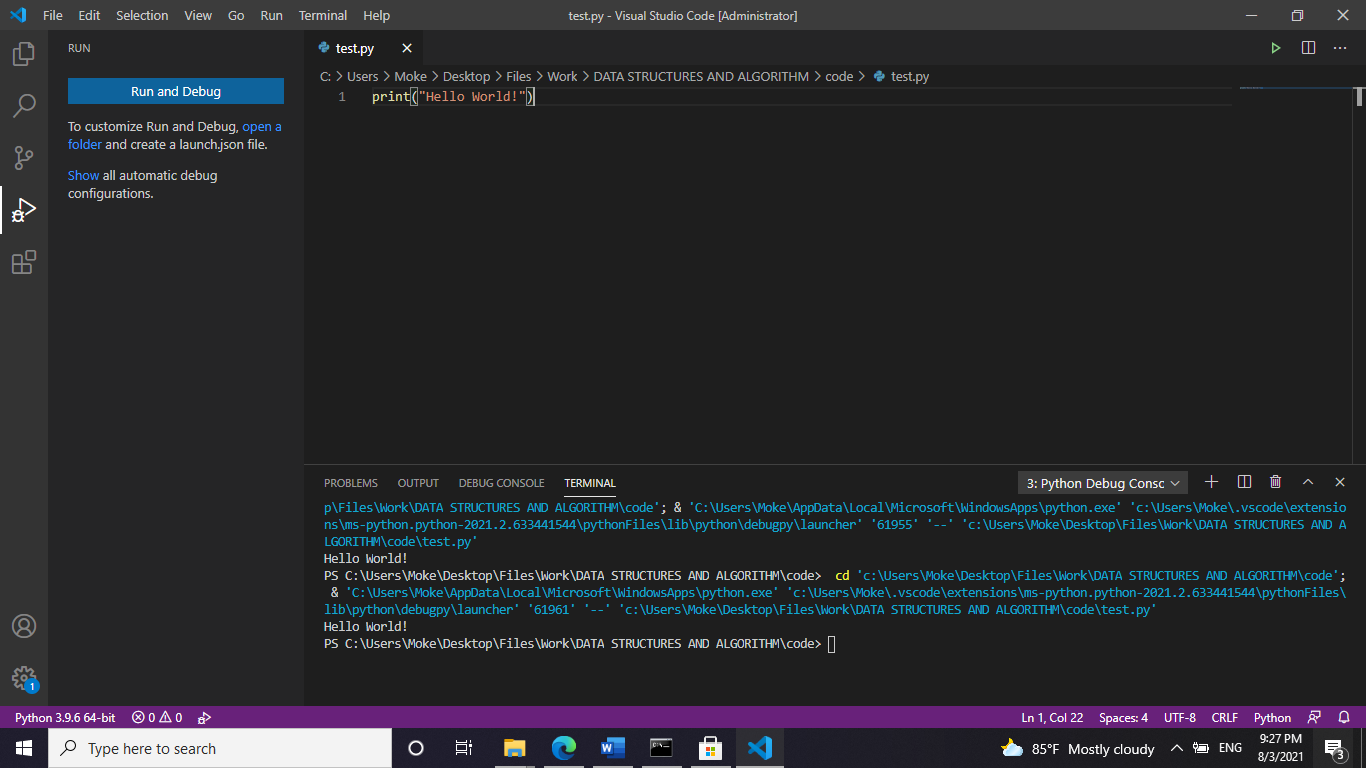 File Edit Selection View Go Run Terminal Help test.py - Visual Studio Code [Administrator]
RUN
test.py
Run and Debug
To customize Run and Debug, open a
folder and create a launch.json file.
Show all automatic debug
configurations.
C: > Users > Moke > Desktop > Files > Work > DATA STRUCTURES AND ALGORITHM > code > test.py
1 print("Hello World!")
PROBLEMS OUTPUT DEBUG CONSOLE TERMINAL 3: Python Debug Consc
p\Files\Work\DATA STRUCTURES AND ALGORITHM\code'; & 'C:\Users\Moke\AppData\Local\Microsoft\WindowsApps\python.exe' 'c:\Users\Moke\.vscode\extensio
ns\ms-python.python-2021.2.633441544\pythonFiles\lib\python\debugpy\launcher' '61955' '--' 'c:\Users\Moke\Desktop\Files\Work\DATA STRUCTURES AND A
LGORITHM\code\test.py'
Hello World!
PS C:\Users\Moke\Desktop\Files\Work\DATA STRUCTURES AND ALGORITHM\code>  cd 'c:\Users\Moke\Desktop\Files\Work\DATA STRUCTURES AND ALGORITHM\code';
& 'C:\Users\Moke\AppData\Local\Microsoft\WindowsApps\python.exe' 'c:\Users\Moke\.vscode\extensions\ms-python.python-2021.2.633441544\pythonFiles\
lib\python\debugpy\launcher' '61961' '--' 'c:\Users\Moke\Desktop\Files\Work\DATA STRUCTURES AND ALGORITHM\code\test.py'
Hello World!
PS C:\Users\Moke\Desktop\Files\Work\DATA STRUCTURES AND ALGORITHM\code>
1
Python 3.9.6 64-bit 0 0 Ln 1, Col 22 Spaces: 4 UTF-8 CRLF Python
Type here to search 85°F Mostly cloudy ENG 9:27 PM
8/3/2021 3